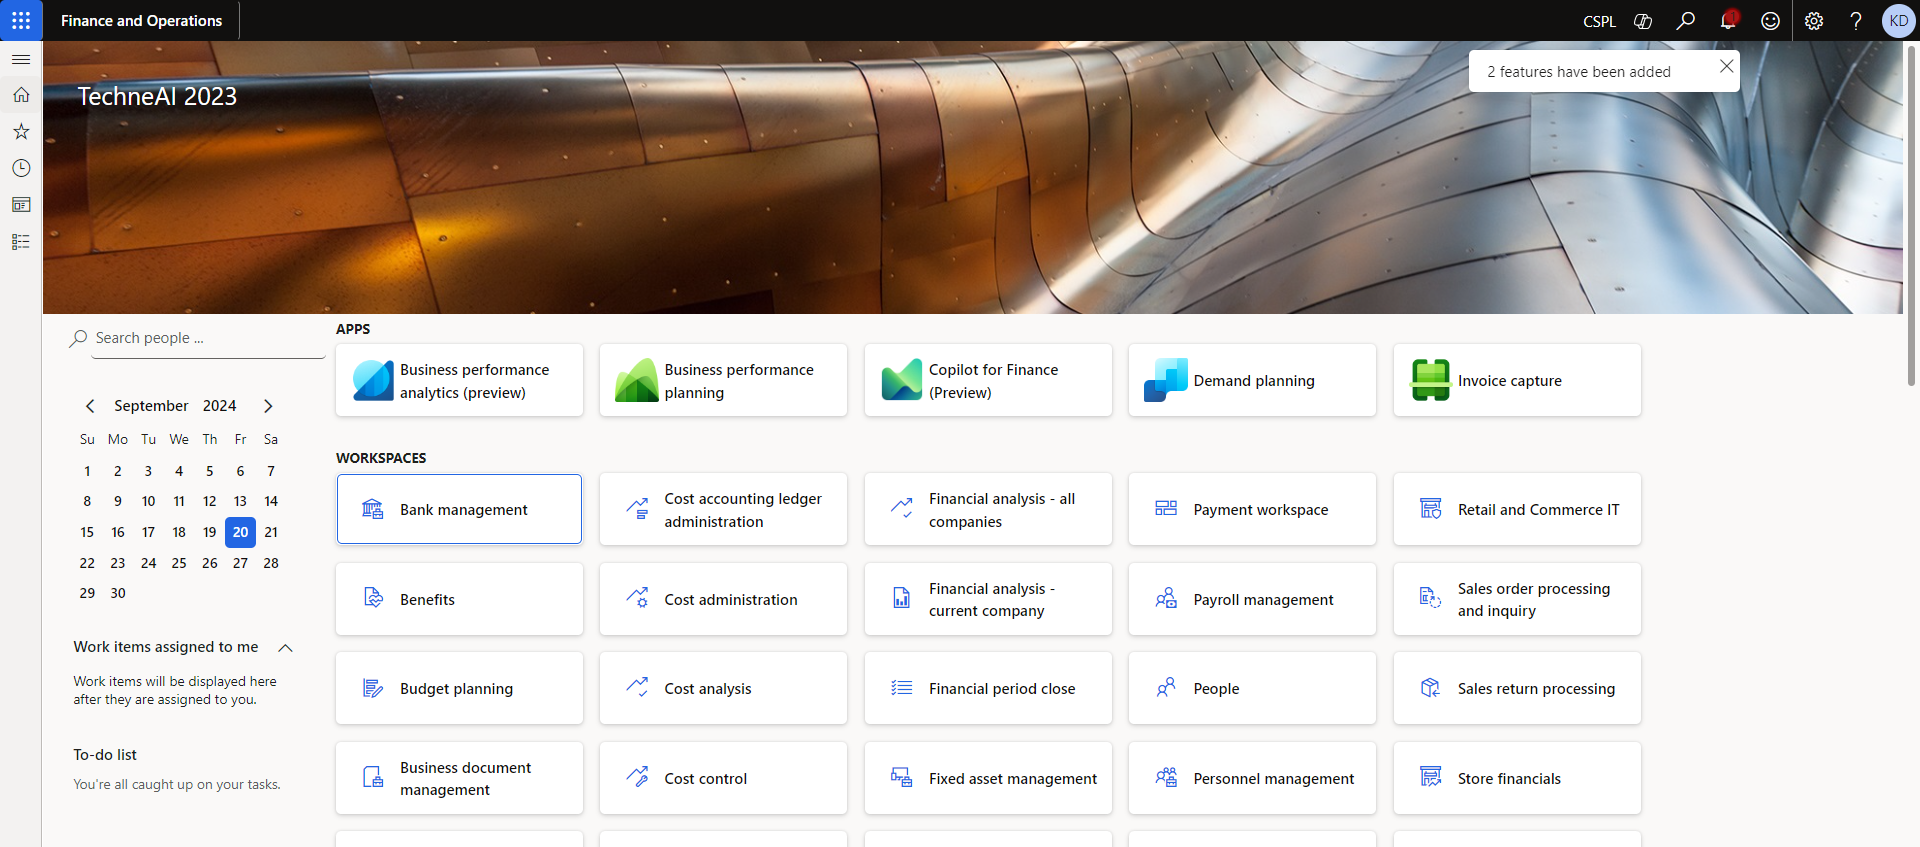 Finance and Operations
CSPL
1
KD
TechneAI 2023
2 features have been added
Search people ...
September 2024
Su Mo Tu We Th Fr Sa
1 2 3 4 5 6 7
8 9 10 11 12 13 14
15 16 17 18 19 20 21
22 23 24 25 26 27 28
29 30
Work items assigned to me
Work items will be displayed here
after they are assigned to you.
To-do list
You're all caught up on your tasks.
APPS
Business performance
analytics (preview)
Business performance
planning
Copilot for Finance
(Preview)
Demand planning
Invoice capture
WORKSPACES
Bank management
Cost accounting ledger
administration
Financial analysis - all
companies
Payment workspace
Retail and Commerce IT
Benefits
Cost administration
Financial analysis -
current company
Payroll management
Sales order processing
and inquiry
Budget planning
Cost analysis
Financial period close
People
Sales return processing
Business document
management
Cost control
Fixed asset management
Personnel management
Store financials